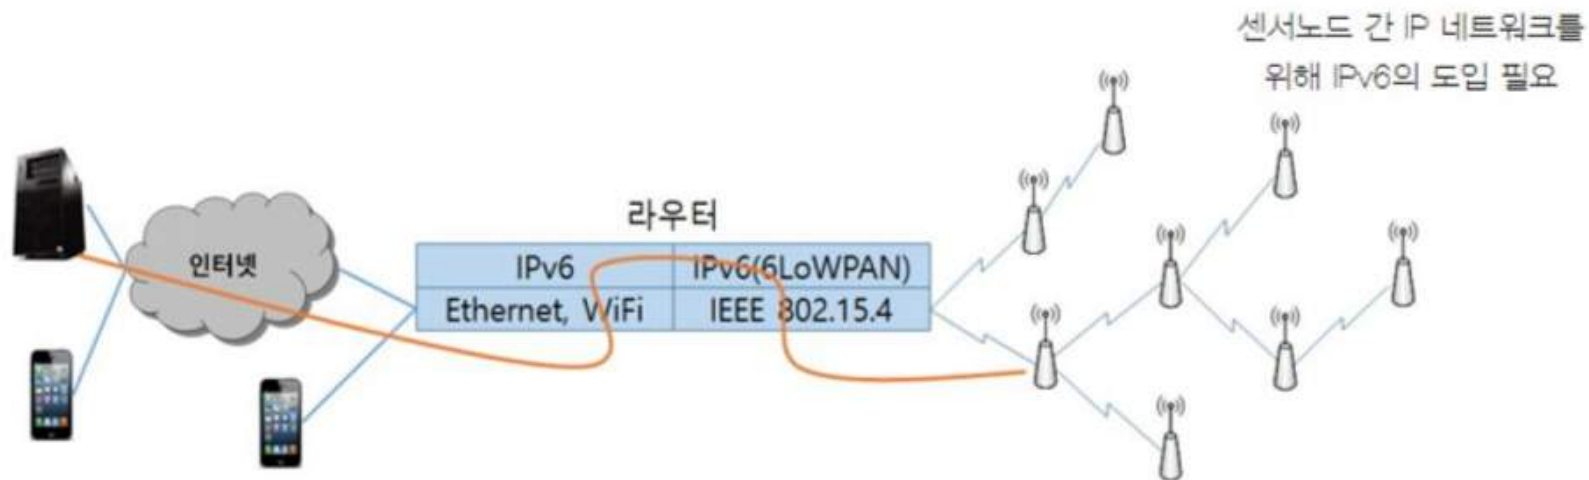 센서노드 간 IP 네트워크를
위해 IPv6의 도입 필요
라우터
인터넷
IPv6
IPv6(6LoWPAN)
Ethernet, WiFi
IEEE 802.15.4